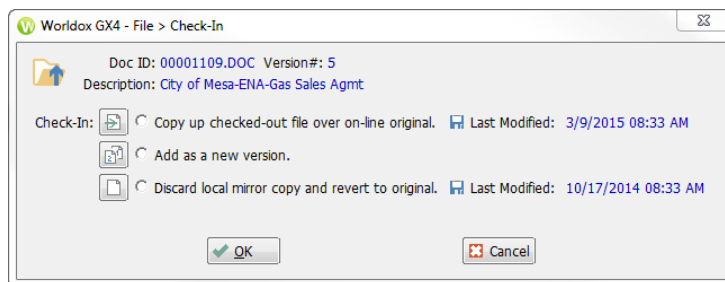 Worldox GX4 - File > Check-In
Doc ID: 00001109.DOC Version#: 5
Description: City of Mesa-ENA-Gas Sales Agmt
Check-In: Copy up checked-out file over on-line original. Last Modified: 3/9/2015 08:33 AM
Add as a new version.
Discard local mirror copy and revert to original. Last Modified: 10/17/2014 08:33 AM
OK Cancel